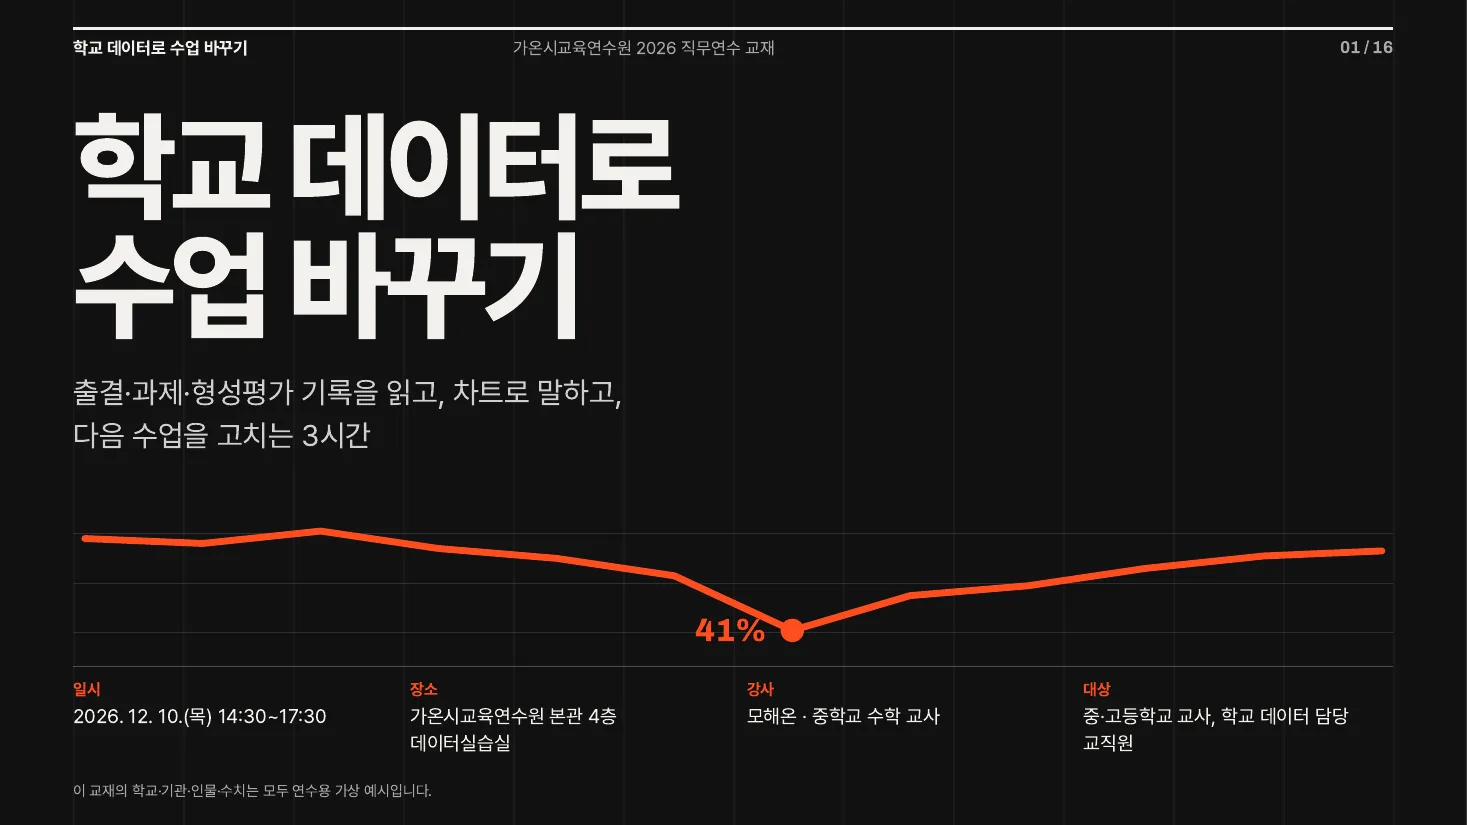 학교 데이터로 수업 바꾸기
가온시교육연수원 2026 직무연수 교재
01 / 16
학교 데이터로
수업 바꾸기
출결·과제·형성평가 기록을 읽고, 차트로 말하고,
다음 수업을 고치는 3시간
41%
일시
2026. 12. 10.(목) 14:30~17:30
장소
가온시교육연수원 본관 4층
데이터실습실
강사
모해온 · 중학교 수학 교사
대상
중·고등학교 교사, 학교 데이터 담당
교직원
이 교재의 학교·기관·인물·수치는 모두 연수용 가상 예시입니다.